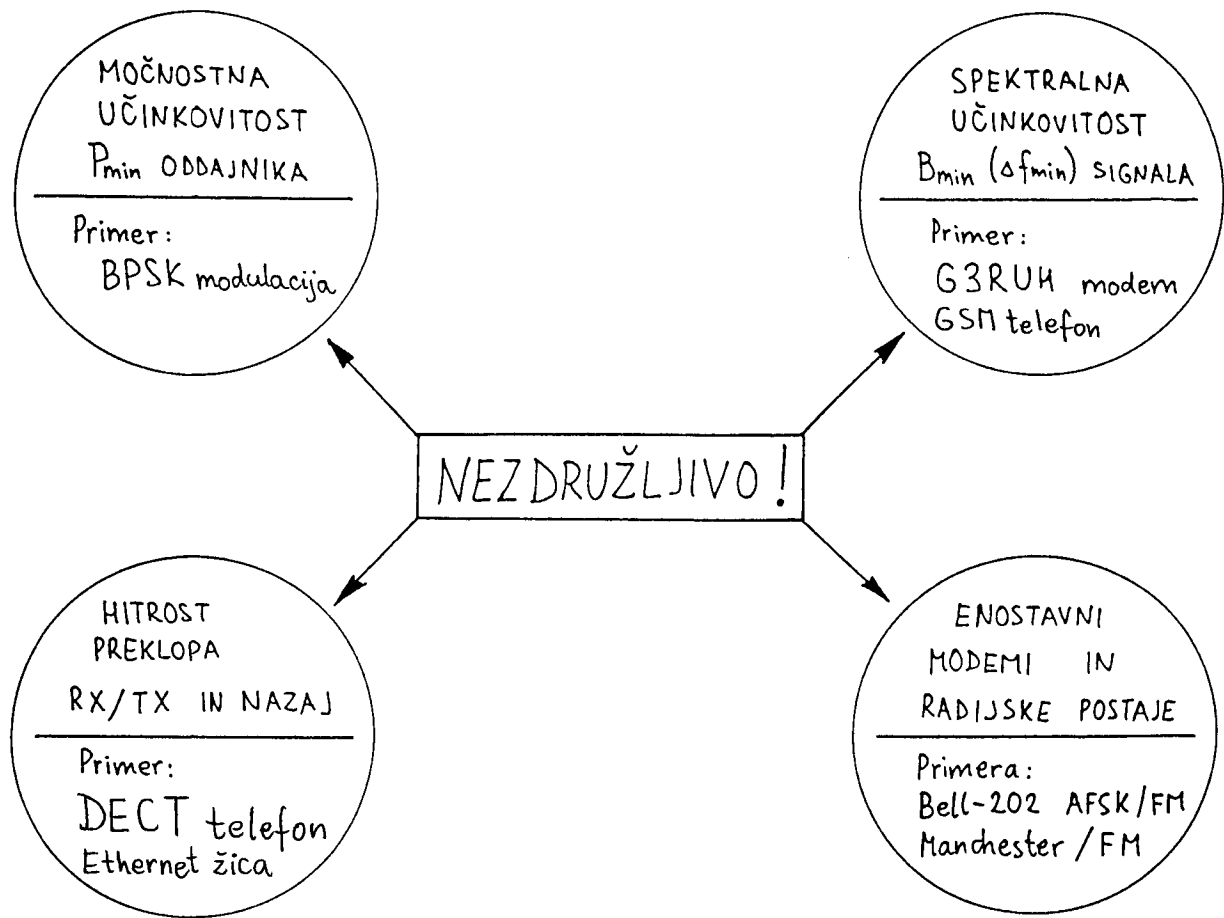 MOČNOSTNA
UČINKOVITOST
Pmin ODDAJNIKA
Primer:
BPSK modulacija
SPEKTRALNA
UČINKOVITOST
Bmin (Δfmin) SIGNALA
Primer:
G3RUH modem
GSM telefon
NEZDRUŽLJIVO!
HITROST
PREKLOPA
RX/TX IN NAZAJ
Primer:
DECT telefon
Ethernet žica
ENOSTAVNI
MODEMI IN
RADIJSKE POSTAJE
Primera:
Bell-202 AFSK/FM
Manchester/FM